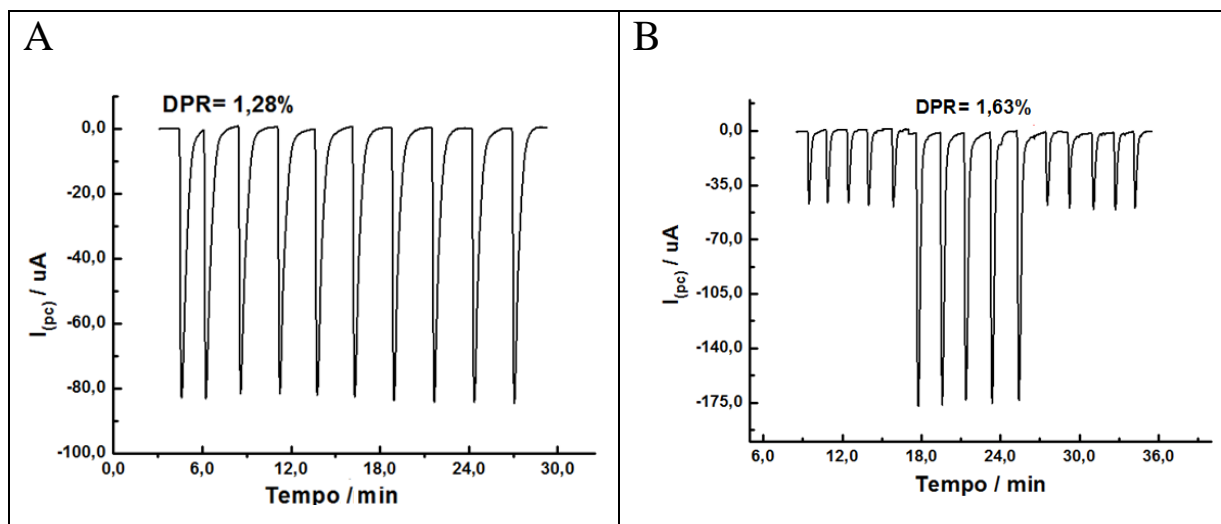 A
DPR= 1,28%
0,0
-20,0
-40,0
-60,0
-80,0
-100,0
I(pc) / uA
0,0 6,0 12,0 18,0 24,0 30,0
Tempo / min
B
DPR= 1,63%
0,0
-35,0
-70,0
-105,0
-140,0
-175,0
I(pc) / uA
6,0 12,0 18,0 24,0 30,0 36,0
Tempo / min